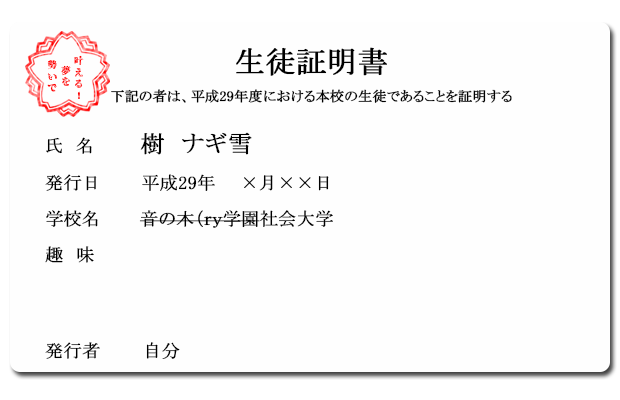 叶える!
夢を
勢いで
生徒証明書
下記の者は、平成29年度における本校の生徒であることを証明する
氏 名 樹 ナギ雪
発行日 平成29年 ×月××日
学校名 音の木(ry学園社会大学
趣 味
発行者 自分